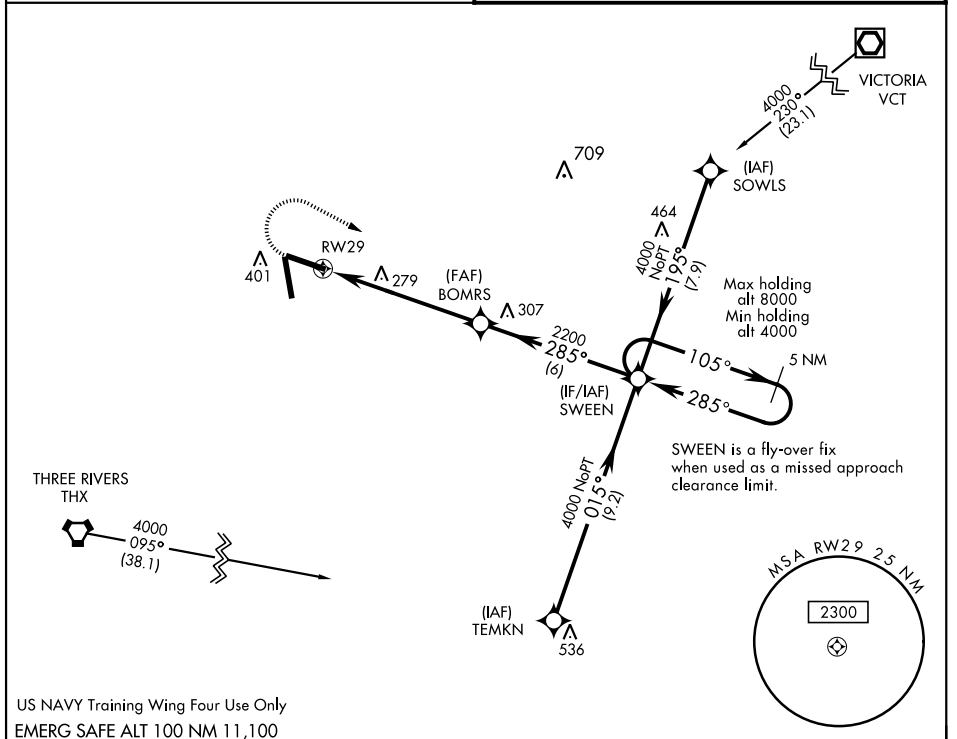 VICTORIA
VCT
4000
230°
(23.1)
709
(IAF)
SOWLS
464
4000
NoPT
195°
(7.9)
RW29
401
279
(FAF)
BOMRS
307
Max holding
alt 8000
Min holding
alt 4000
2200
285°
(6)
105°
5 NM
285°
(IF/IAF)
SWEEN
SWEEN is a fly-over fix
when used as a missed approach
clearance limit.
THREE RIVERS
THX
4000
095°
(38.1)
4000 NoPT
015°
(9.2)
(IAF)
TEMKN
536
MSA RW29 25 NM
2300
US NAVY Training Wing Four Use Only
EMERG SAFE ALT 100 NM 11,100